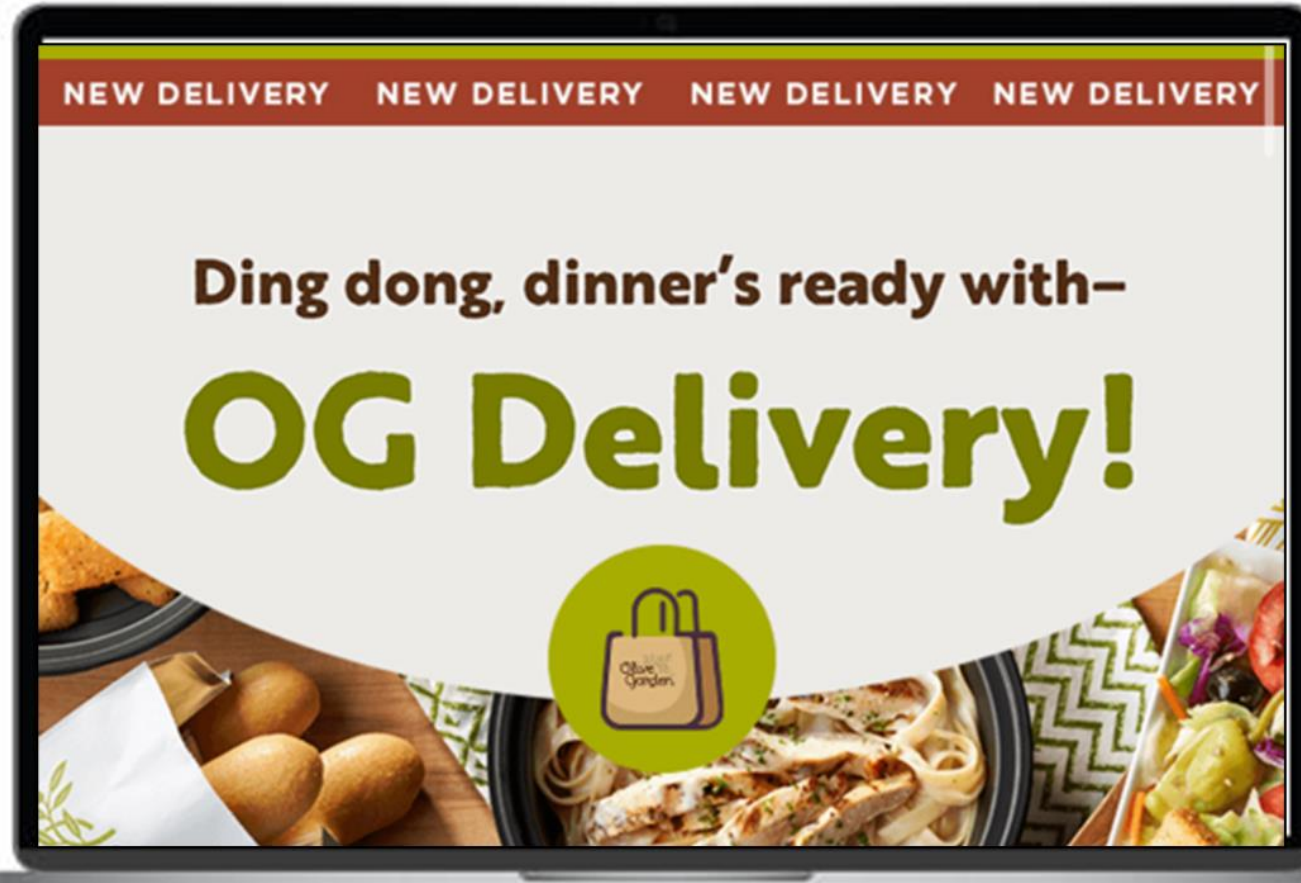 NEW DELIVERY NEW DELIVERY NEW DELIVERY NEW DELIVERY
Ding dong, dinner's ready with–
OG Delivery!
Olive
Garden